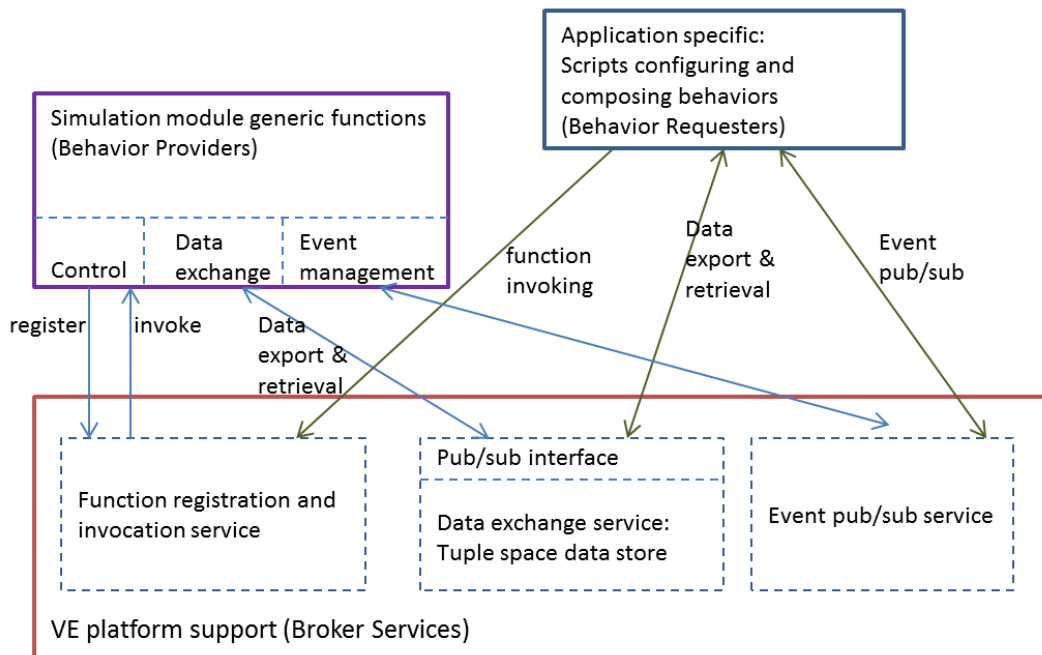 Application specific:
Scripts configuring and
composing behaviors
(Behavior Requesters)
Simulation module generic functions
(Behavior Providers)
Control
Data
exchange
Event
management
register
invoke
Data
export &
retrieval
function
invoking
Data
export &
retrieval
Event
pub/sub
Function registration and
invocation service
Pub/sub interface
Data exchange service:
Tuple space data store
Event pub/sub service
VE platform support (Broker Services)